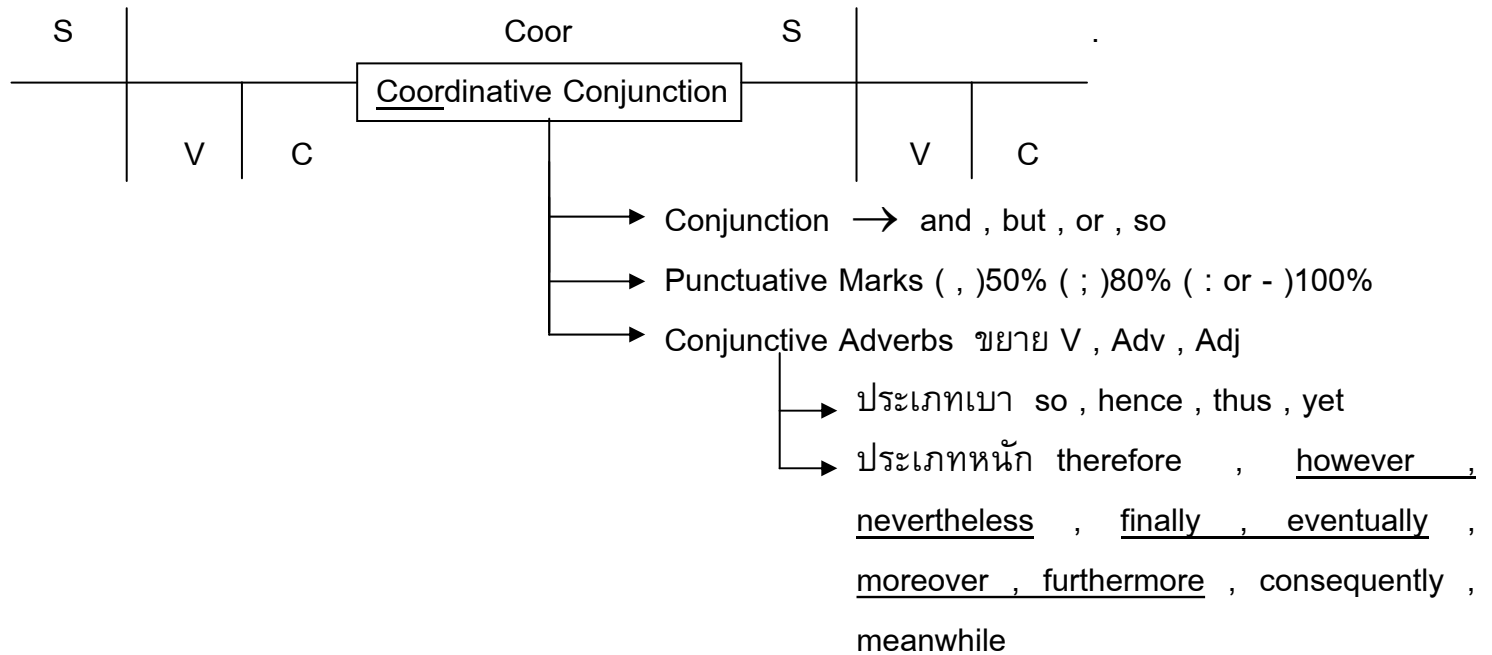 S Coor S .
Coordinative Conjunction
V C V C
Conjunction → and , but , or , so
Punctuative Marks ( , )50% ( ; )80% ( : or - )100%
Conjunctive Adverbs ขยาย V , Adv , Adj
ประเภทเบา so , hence , thus , yet
ประเภทหนัก therefore , however ,
nevertheless , finally , eventually ,
moreover , furthermore , consequently ,
meanwhile